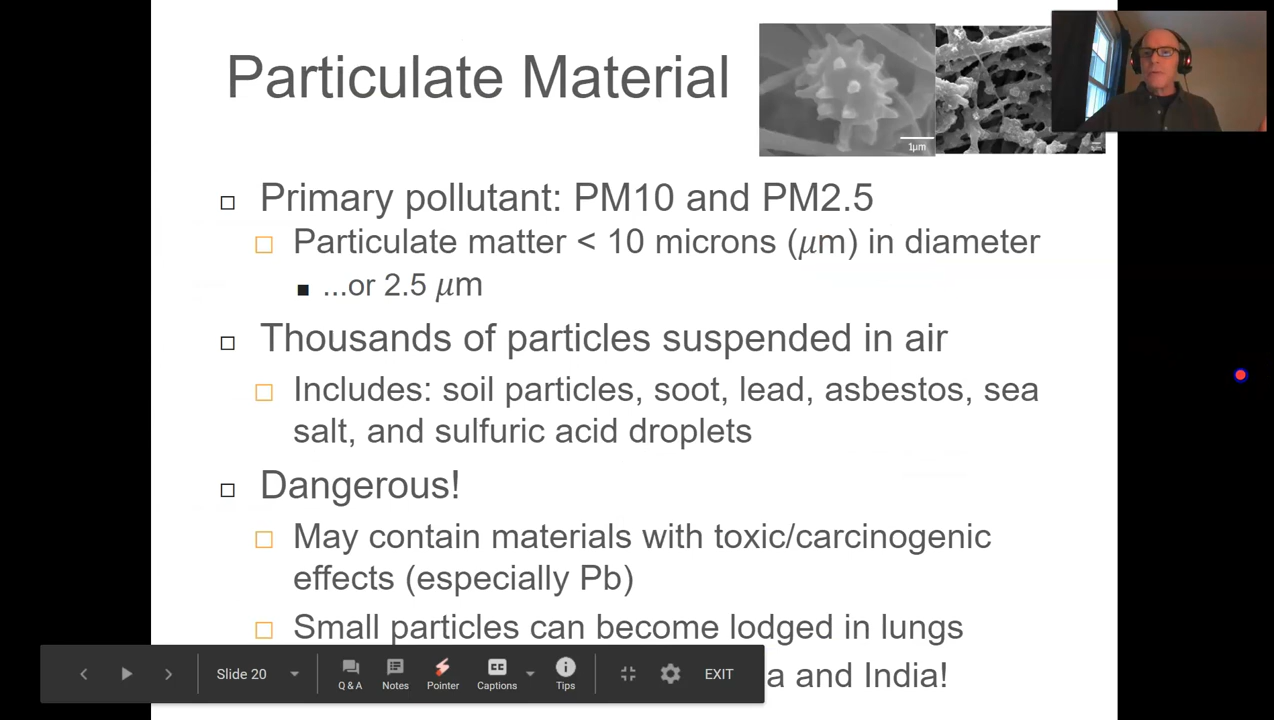 Particulate Material
1µm
Primary pollutant: PM10 and PM2.5
Particulate matter < 10 microns (𝜇m) in diameter
...or 2.5 𝜇m
Thousands of particles suspended in air
Includes: soil particles, soot, lead, asbestos, sea
salt, and sulfuric acid droplets
Dangerous!
May contain materials with toxic/carcinogenic
effects (especially Pb)
Small particles can become lodged in lungs
a and India!
Slide 20
Q & A
Notes
Pointer
CC
Captions
Tips
EXIT